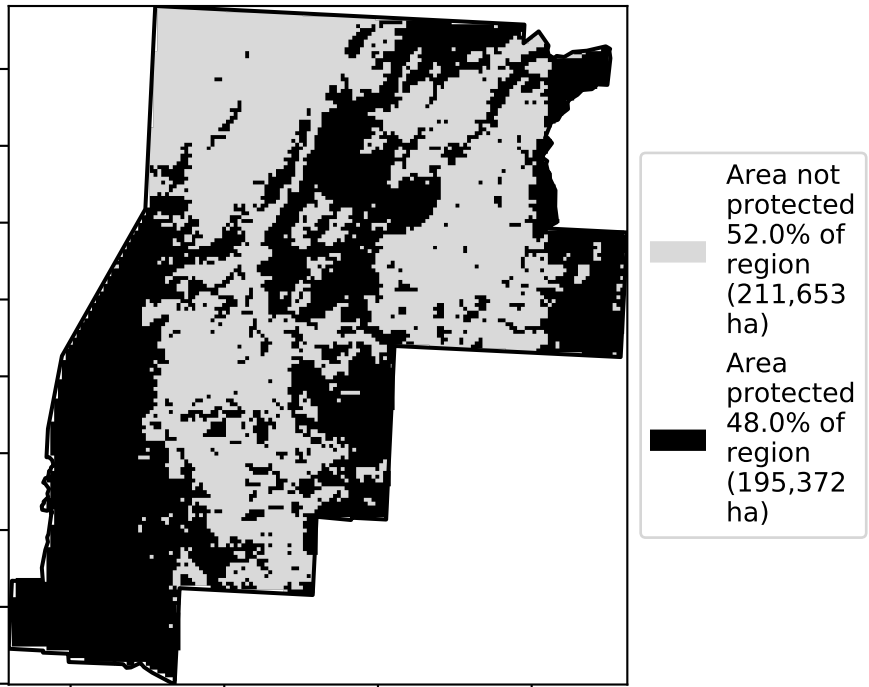 Area not
protected
52.0% of
region
(211,653
ha)
Area
protected
48.0% of
region
(195,372
ha)